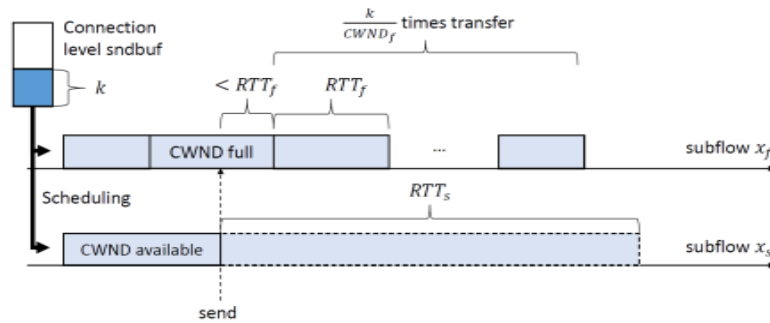 Connection
level sndbuf
k
k/CWND_f times transfer
< RTT_f
RTT_f
CWND full
...
subflow x_f
Scheduling
RTT_s
CWND available
subflow x_s
send